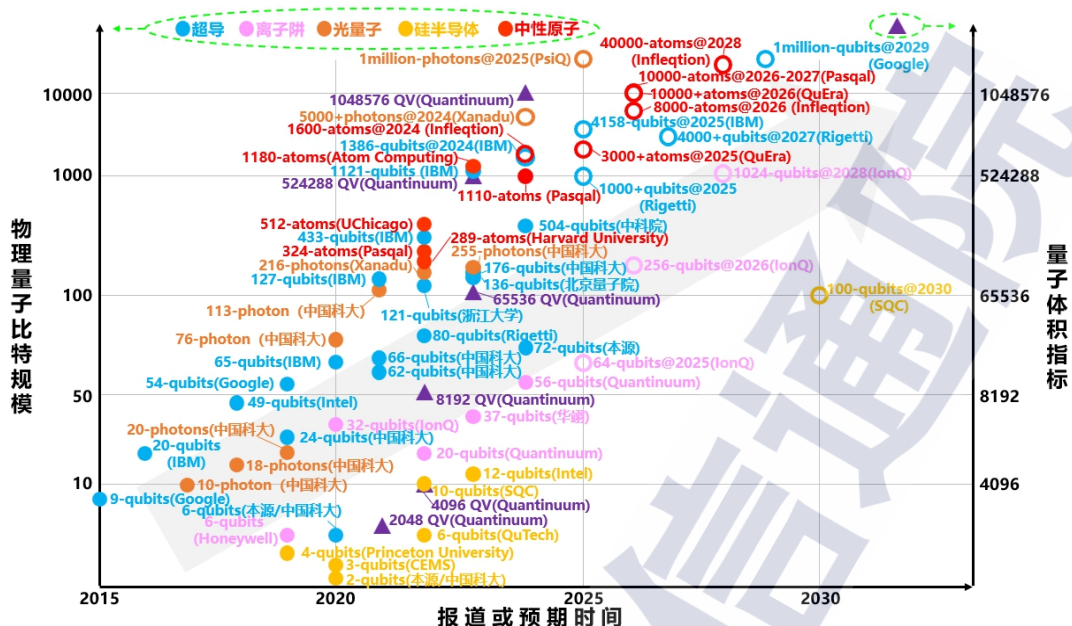 超导 离子阱 光量子 硅半导体 中性原子
40000-atoms@2028
(Infleqtion)
1million-qubits@2029
(Google)
1million-photons@2025(PsiQ)
10000-atoms@2026-2027(Pasqal)
10000
1048576 QV(Quantinuum)
10000+atoms@2026(QuEra)
1048576
8000-atoms@2026 (Infleqtion)
5000+photons@2024(Xanadu)
4158-qubits@2025(IBM)
1600-atoms@2024 (Infleqtion)
4000+qubits@2027(Rigetti)
1386-qubits@2024(IBM)
1180-atoms(Atom Computing)
3000+atoms@2025(QuEra)
1121-qubits (IBM)
1024-qubits@2028(IonQ)
1000
524288 QV(Quantinuum)
524288
1110-atoms (Pasqal)
1000+qubits@2025
(Rigetti)
512-atoms(UChicago)
504-qubits(中科院)
433-qubits(IBM)
289-atoms(Harvard University)
324-atoms(Pasqal)
255-photons(中国科大)
216-photons(Xanadu)
176-qubits(中国科大)
256-qubits@2026(IonQ)
127-qubits(IBM)
136-qubits(北京量子院)
100
65536 QV(Quantinuum)
100-qubits@2030
(SQC)
65536
113-photon (中国科大)
121-qubits(浙江大学)
76-photon (中国科大)
80-qubits(Rigetti)
72-qubits(本源)
65-qubits(IBM)
66-qubits(中国科大)
64-qubits@2025(IonQ)
62-qubits(中国科大)
54-qubits(Google)
56-qubits(Quantinuum)
50
49-qubits(Intel)
8192 QV(Quantinuum)
8192
37-qubits(华翊)
32-qubits(IonQ)
20-photons(中国科大)
24-qubits(中国科大)
20-qubits
(IBM)
20-qubits(Quantinuum)
18-photons(中国科大)
12-qubits(Intel)
10
10-photon (中国科大)
10-qubits(SQC)
4096
9-qubits(Google)
4096 QV(Quantinuum)
6-qubits(本源/中国科大)
2048 QV(Quantinuum)
6-qubits
(Honeywell)
6-qubits(QuTech)
4-qubits(Princeton University)
3-qubits(CEMS)
2-qubits(本源/中国科大)
2015 2020 2025 2030
报道或预期时间
物理量子比特规模
量子体积指标
信通院